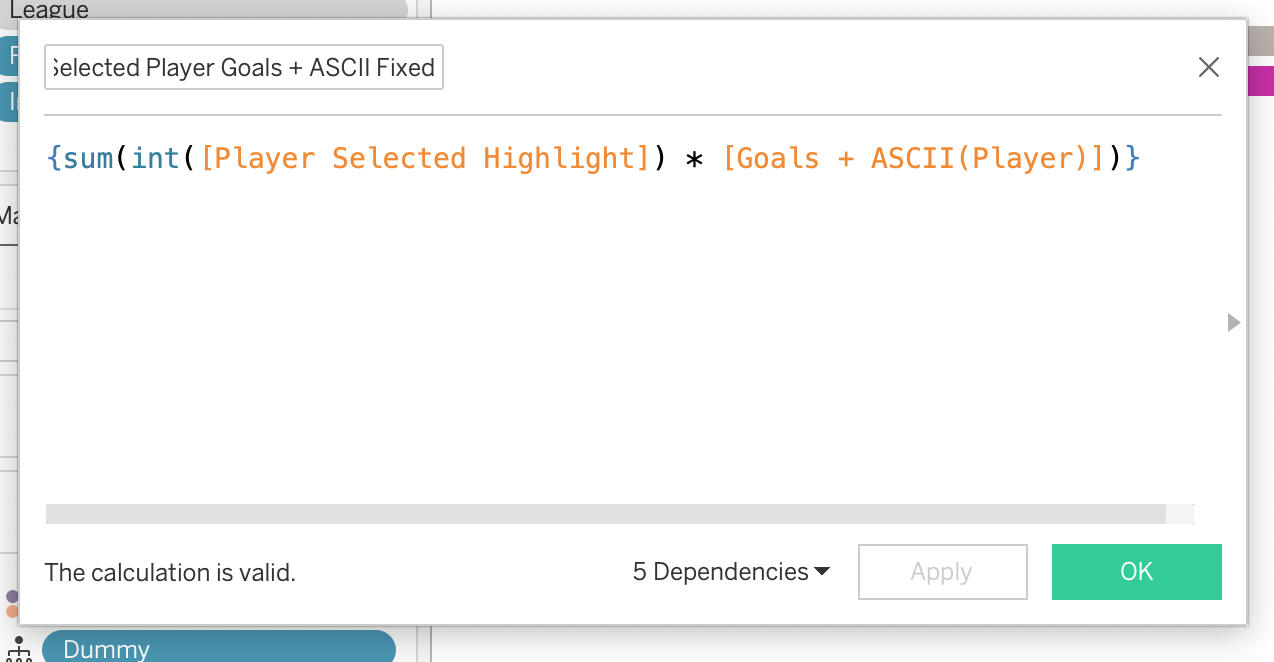 League
Selected Player Goals + ASCII Fixed
{sum(int([Player Selected Highlight]) * [Goals + ASCII(Player)])}
The calculation is valid.
5 Dependencies
Apply
OK
Dummy